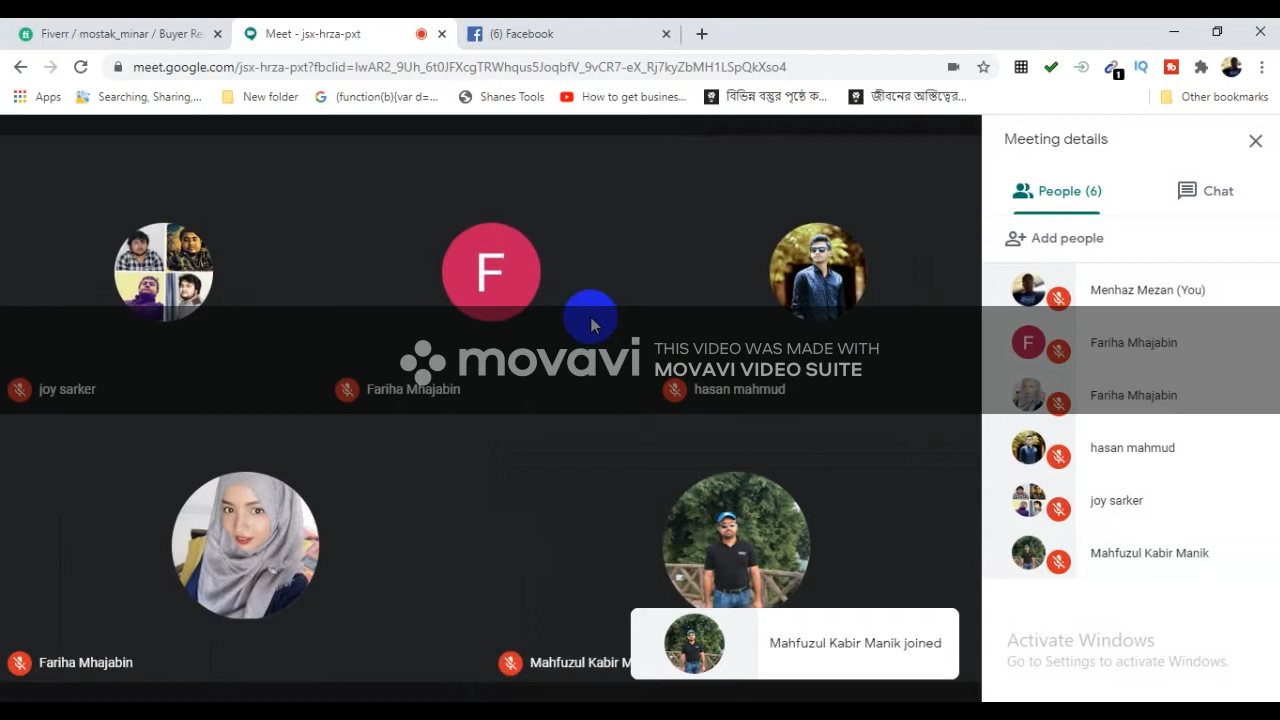 Fiverr / mostak_minar / Buyer Re
Meet - jsx-hrza-pxt
(6) Facebook
meet.google.com/jsx-hrza-pxt?fbclid=IwAR2_9Uh_6t0JFXcqTRWhqus5JoqbfV_9vCR7-eX_Rj7kyZbMH1LSpQkXso4
1
IQ
Apps
Searching, Sharing,...
New folder
(function(b){var d=...
Shanes Tools
How to get busines...
বিভিন্ন বস্তুর পৃষ্ঠে ক...
জীবনের অস্তিত্বের...
Other bookmarks
Meeting details
People (6)
Chat
Add people
F
Menhaz Mezan (You)
F
Fariha Mhajabin
Fariha Mhajabin
hasan mahmud
joy sarker
Mahfuzul Kabir Manik
movavi
THIS VIDEO WAS MADE WITH
MOVAVI VIDEO SUITE
joy sarker
Fariha Mhajabin
hasan mahmud
Fariha Mhajabin
Mahfuzul Kabir M
Mahfuzul Kabir Manik joined
Activate Windows
Go to Settings to activate Windows.